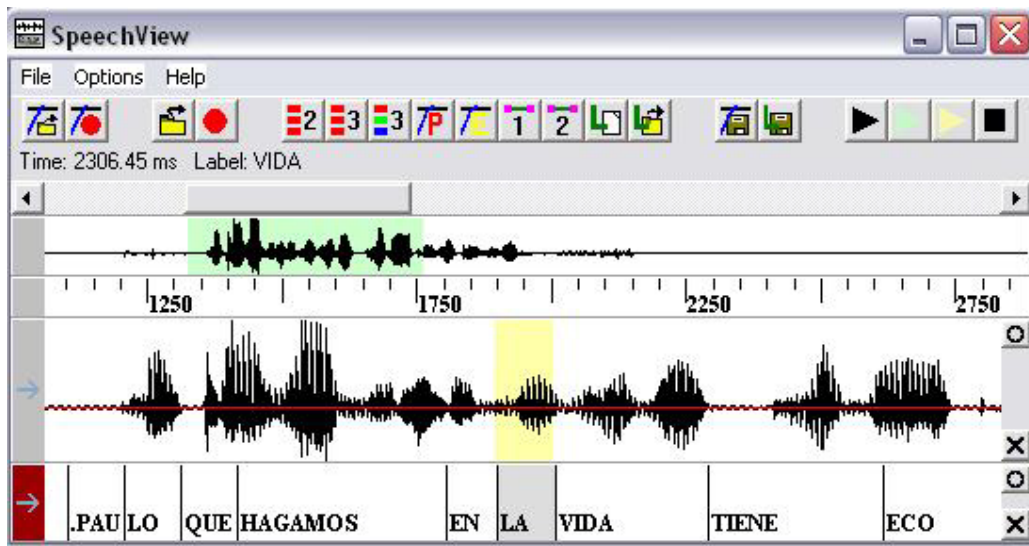 SpeechView
File Options Help
2 3 3 P E 1 2
Time: 2306.45 ms Label: VIDA
1250 1750 2250 2750
.PAU LO QUE HAGAMOS EN LA VIDA TIENE ECO